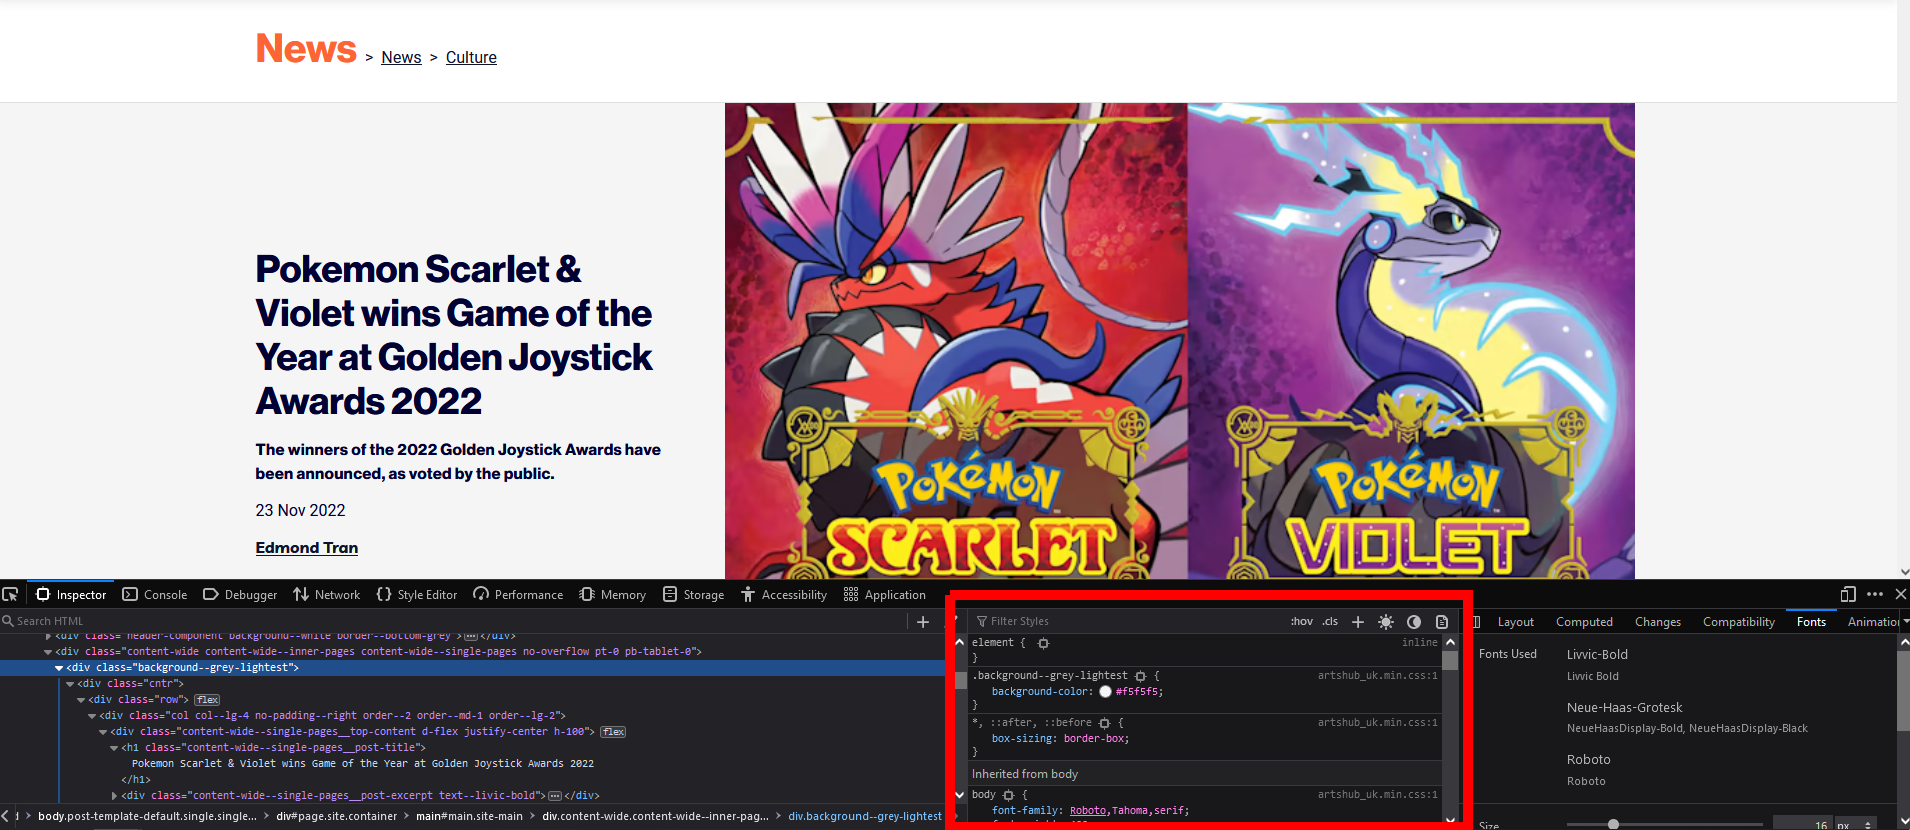 News > News > Culture
Pokemon Scarlet &
Violet wins Game of the
Year at Golden Joystick
Awards 2022
The winners of the 2022 Golden Joystick Awards have
been announced, as voted by the public.
23 Nov 2022
Edmond Tran
POKÉMON
SCARLET
POKÉMON
VIOLET
Inspector Console Debugger Network Style Editor Performance Memory Storage Accessibility Application
Search HTML
<div class="header-component background--white border--bottom-grey"></div>
<div class="content-wide content-wide--inner-pages content-wide--single-pages no-overflow pt-0 pb-tablet-0">
<div class="background--grey-lightest">
<div class="cntr">
<div class="row"> flex
<div class="col col--lg-4 no-padding--right order--2 order--md-1 order--lg-2">
<div class="content-wide--single-pages__top-content d-flex justify-center h-100"> flex
<h1 class="content-wide--single-pages__post-title">
Pokemon Scarlet & Violet wins Game of the Year at Golden Joystick Awards 2022
</h1>
<div class="content-wide--single-pages__post-excerpt text--livic-bold"></div>
d > body.post-template-default.single.single... > div#page.site.container > main#main.site-main > div.content-wide.content-wide--inner-pag... > div.background--grey-lightest
Filter Styles :hov .cls +
element { inline
}
.background--grey-lightest { artshub_uk.min.css:1
background-color: #f5f5f5;
}
*, ::after, ::before { artshub_uk.min.css:1
box-sizing: border-box;
}
Inherited from body
body { artshub_uk.min.css:1
font-family: Roboto,Tahoma,serif;
Layout Computed Changes Compatibility Fonts Animation
Fonts Used Livvic-Bold
Livvic Bold
Neue-Haas-Grotesk
NeueHaasDisplay-Bold, NeueHaasDisplay-Black
Roboto
Roboto
Size 16 px